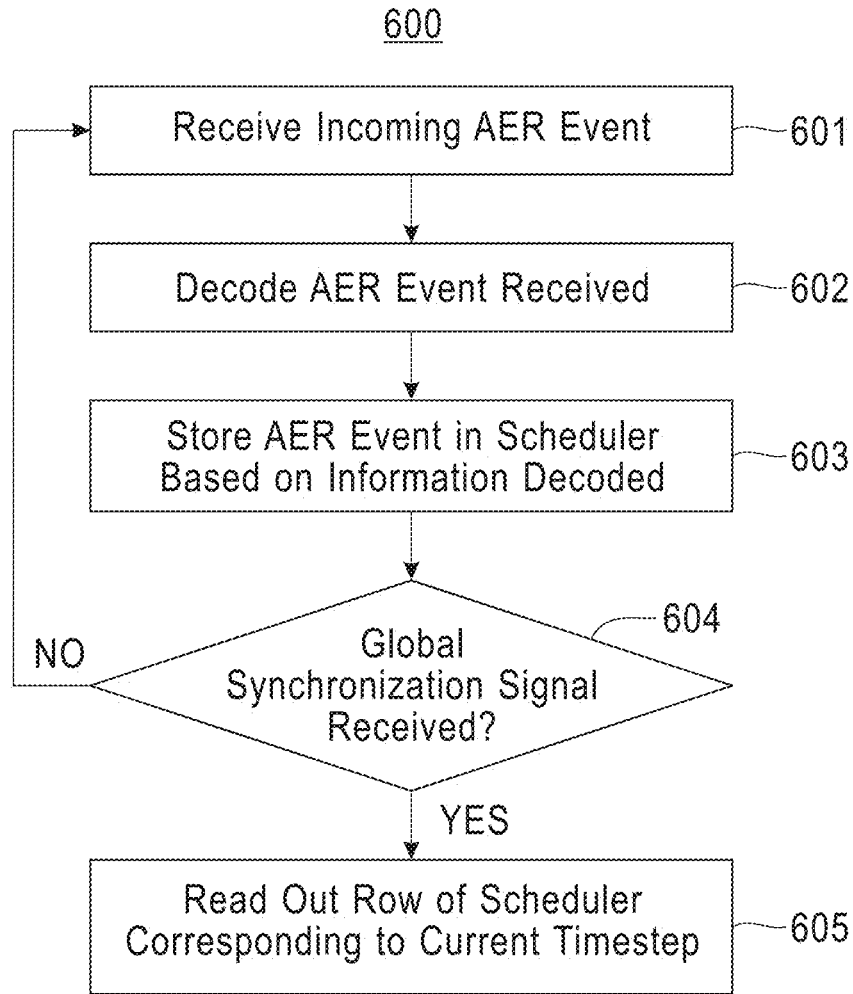 600
Receive Incoming AER Event
601
Decode AER Event Received
602
Store AER Event in Scheduler
Based on Information Decoded
603
604
NO
Global
Synchronization Signal
Received?
YES
Read Out Row of Scheduler
Corresponding to Current Timestep
605